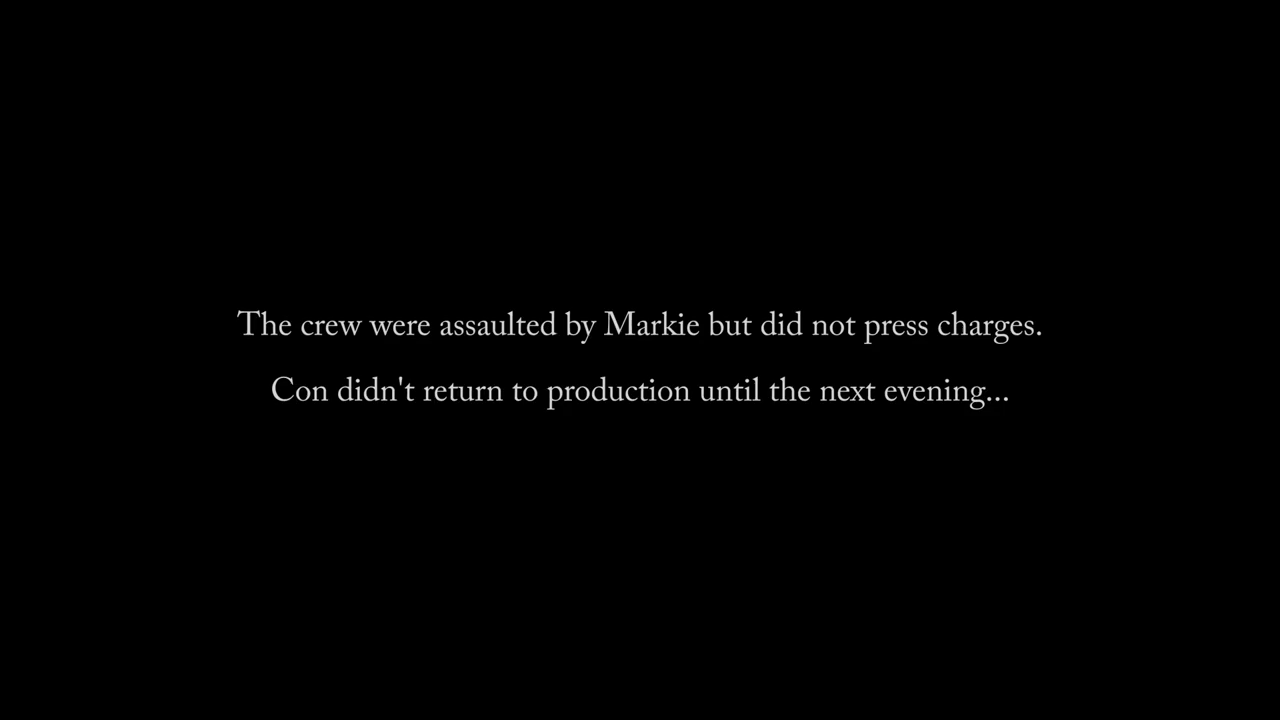 The crew were assaulted by Markie but did not press charges.
Con didn't return to production until the next evening...